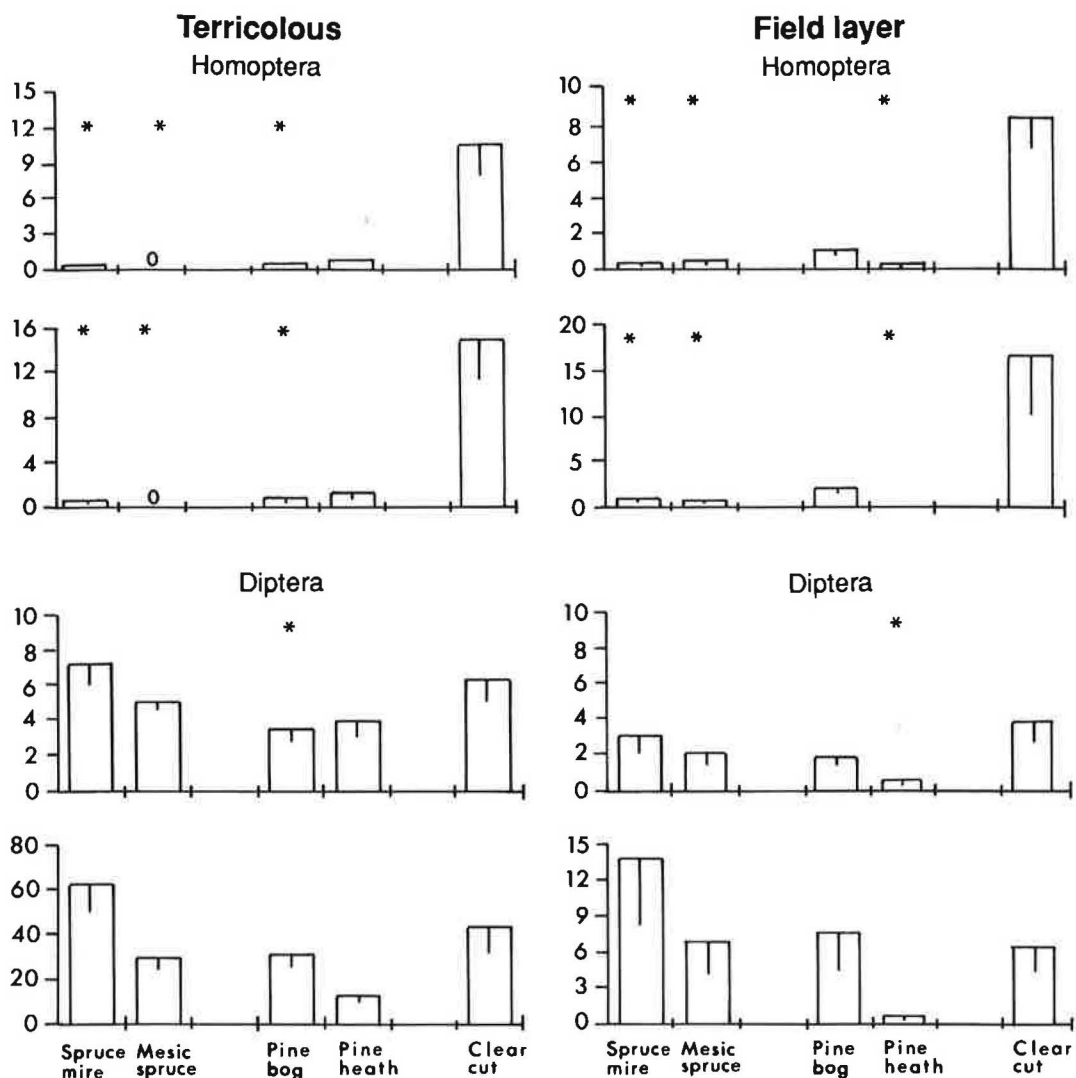 Terricolous
Homoptera
15
12
9
6
3
0
* * *
0
16
12
8
4
0
* * *
0
Diptera
10
8
6
4
2
0
*
80
60
40
20
0
Spruce mire
Mesic spruce
Pine bog
Pine heath
Clear cut
Field layer
Homoptera
10
8
6
4
2
0
* * *
20
15
10
5
0
* * *
Diptera
10
8
6
4
2
0
*
15
12
9
6
3
0
Spruce mire
Mesic spruce
Pine bog
Pine heath
Clear cut